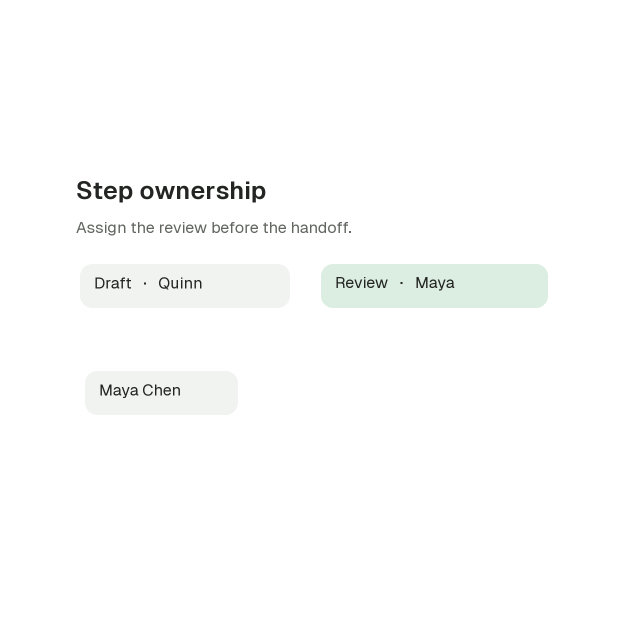 Step ownership
Assign the review before the handoff.
Draft · Quinn
Review · Maya
Maya Chen